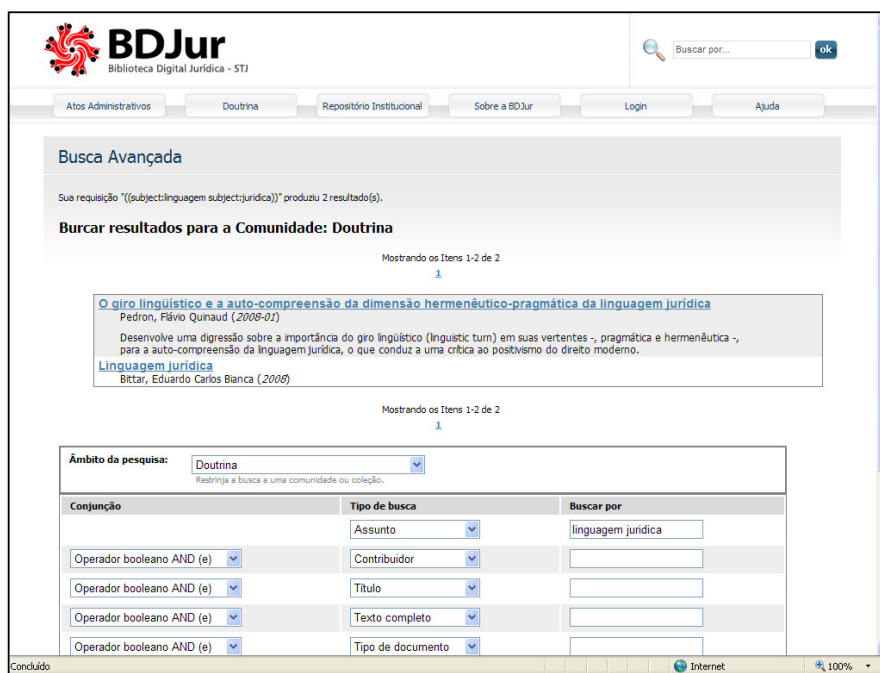 BDJur
Biblioteca Digital Jurídica - STJ
Buscar por...
ok
Atos Administrativos Doutrina Repositório Institucional Sobre a BDJur Login Ajuda
Busca Avançada
Sua requisição "((subject:linguagem subject:juridica))" produziu 2 resultado(s).
Burcar resultados para a Comunidade: Doutrina
Mostrando os Itens 1-2 de 2
1
O giro lingüístico e a auto-compreensão da dimensão hermenêutico-pragmática da linguagem jurídica
Pedron, Flávio Quinaud (2008-01)
Desenvolve uma digressão sobre a importância do giro lingüístico (linguistic turn) em suas vertentes -, pragmática e hermenêutica -,
para a auto-compreensão da linguagem jurídica, o que conduz a uma crítica ao positivismo do direito moderno.
Linguagem jurídica
Bittar, Eduardo Carlos Bianca (2008)
Mostrando os Itens 1-2 de 2
1
Âmbito da pesquisa: Doutrina
Restrinja a busca a uma comunidade ou coleção.
Conjunção Tipo de busca Buscar por
Assunto linguagem juridica
Operador booleano AND (e) Contribuidor
Operador booleano AND (e) Título
Operador booleano AND (e) Texto completo
Operador booleano AND (e) Tipo de documento
Concluído Internet 100%